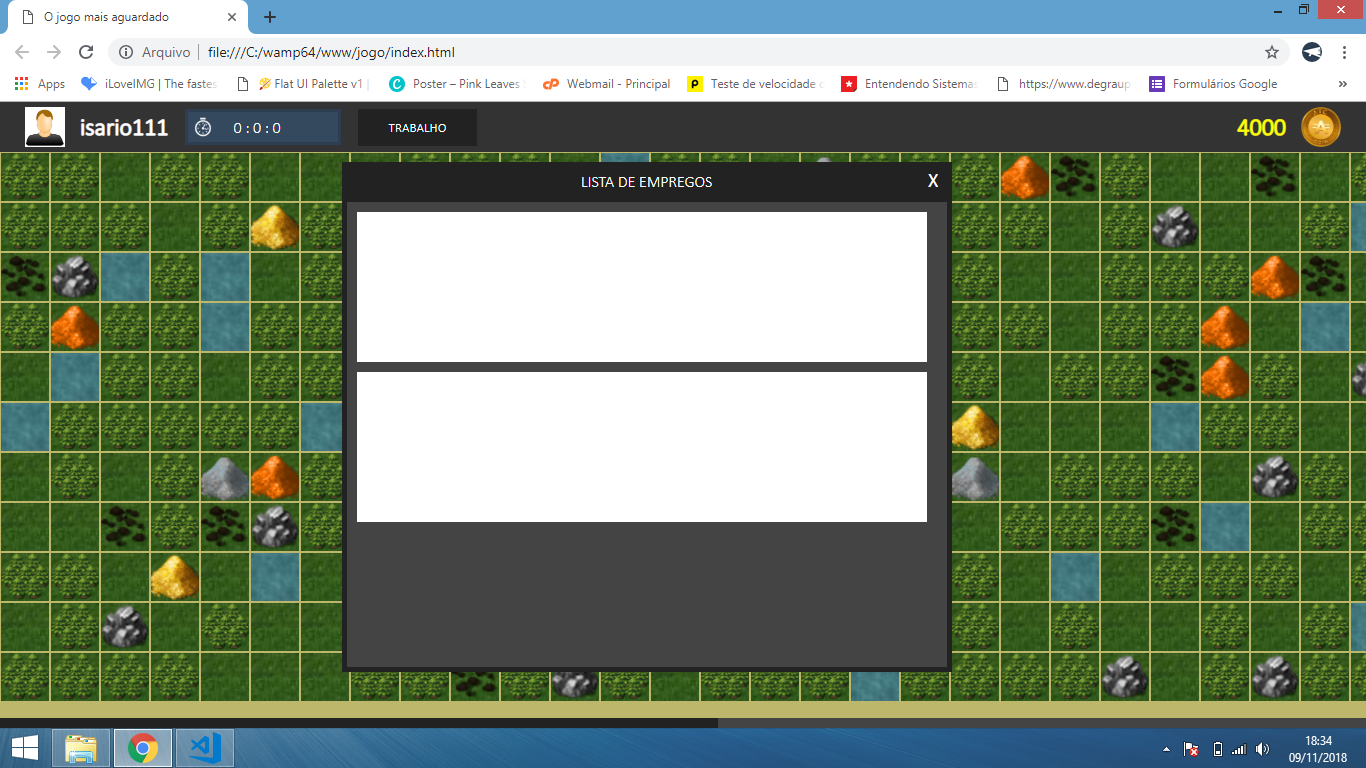 O jogo mais aguardado
Arquivo file:///C:/wamp64/www/jogo/index.html
Apps iLoveIMG | The fastes Flat UI Palette v1 | Poster – Pink Leaves Webmail - Principal Teste de velocidade Entendendo Sistemas https://www.degraup Formulários Google »
isario111 0 : 0 : 0 TRABALHO 4000
LISTA DE EMPREGOS X
18:34
09/11/2018